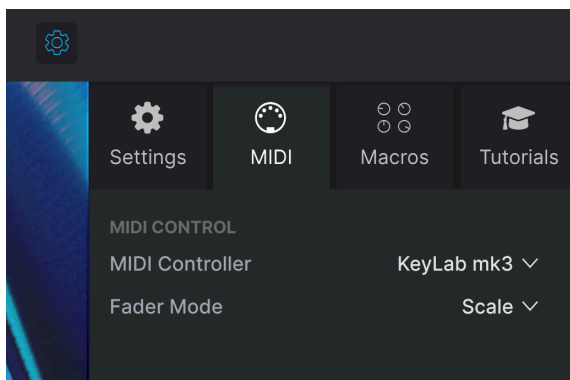 Settings MIDI Macros Tutorials
MIDI CONTROL
MIDI Controller KeyLab mk3
Fader Mode Scale